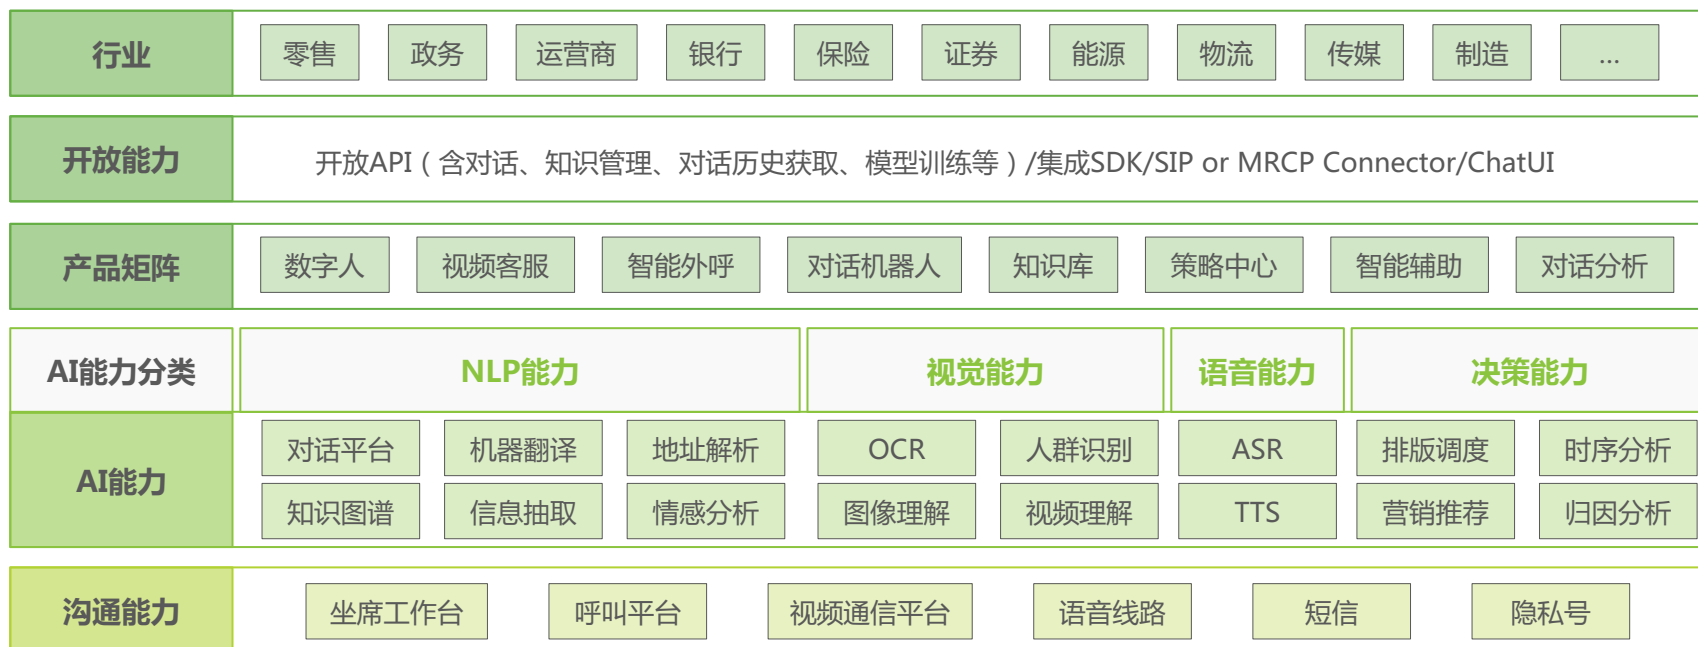 行业 零售 政务 运营商 银行 保险 证券 能源 物流 传媒 制造 ...
开放能力 开放API（含对话、知识管理、对话历史获取、模型训练等）/集成SDK/SIP or MRCP Connector/ChatUI
产品矩阵 数字人 视频客服 智能外呼 对话机器人 知识库 策略中心 智能辅助 对话分析
AI能力分类 NLP能力 视觉能力 语音能力 决策能力
AI能力
对话平台 机器翻译 地址解析 OCR 人群识别 ASR 排版调度 时序分析
知识图谱 信息抽取 情感分析 图像理解 视频理解 TTS 营销推荐 归因分析
沟通能力 坐席工作台 呼叫平台 视频通信平台 语音线路 短信 隐私号